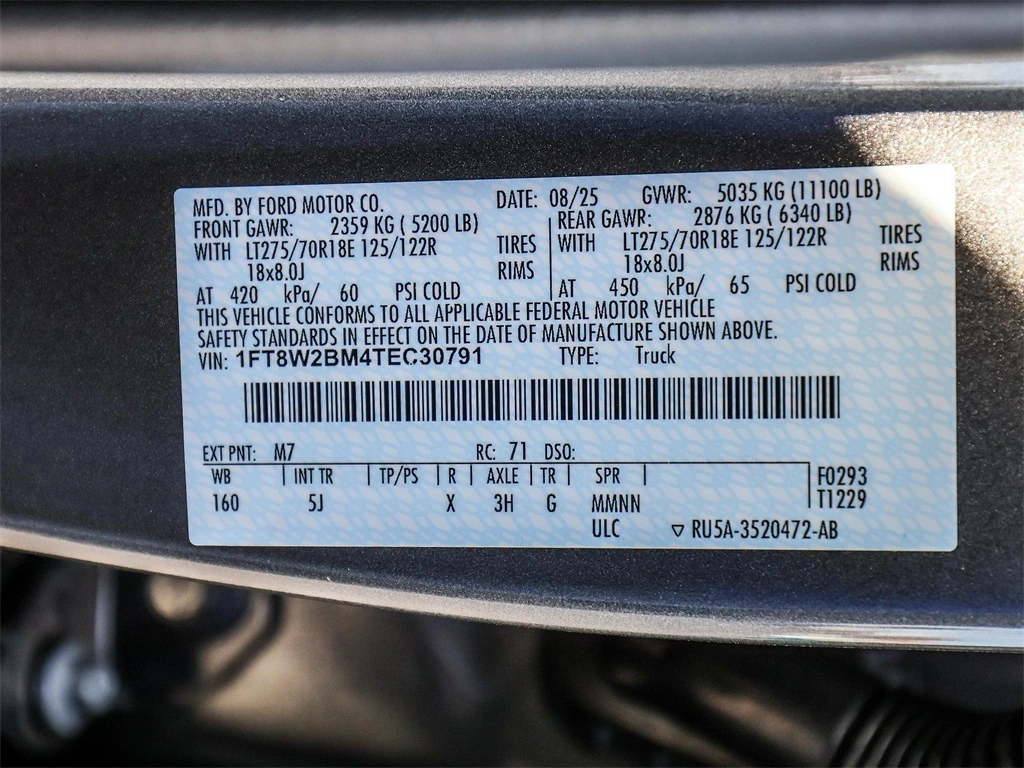 MFD. BY FORD MOTOR CO. DATE: 08/25 GVWR: 5035 KG (11100 LB)
FRONT GAWR: 2359 KG ( 5200 LB) REAR GAWR: 2876 KG ( 6340 LB)
WITH LT275/70R18E 125/122R TIRES WITH LT275/70R18E 125/122R TIRES
18x8.0J RIMS 18x8.0J RIMS
AT 420 kPa/ 60 PSI COLD AT 450 kPa/ 65 PSI COLD
THIS VEHICLE CONFORMS TO ALL APPLICABLE FEDERAL MOTOR VEHICLE
SAFETY STANDARDS IN EFFECT ON THE DATE OF MANUFACTURE SHOWN ABOVE.
VIN: 1FT8W2BM4TEC30791 TYPE: Truck
EXT PNT: M7 RC: 71 DSO:
WB INT TR TP/PS R AXLE TR SPR F0293
160 5J X 3H G MMNN T1229
ULC RU5A-3520472-AB